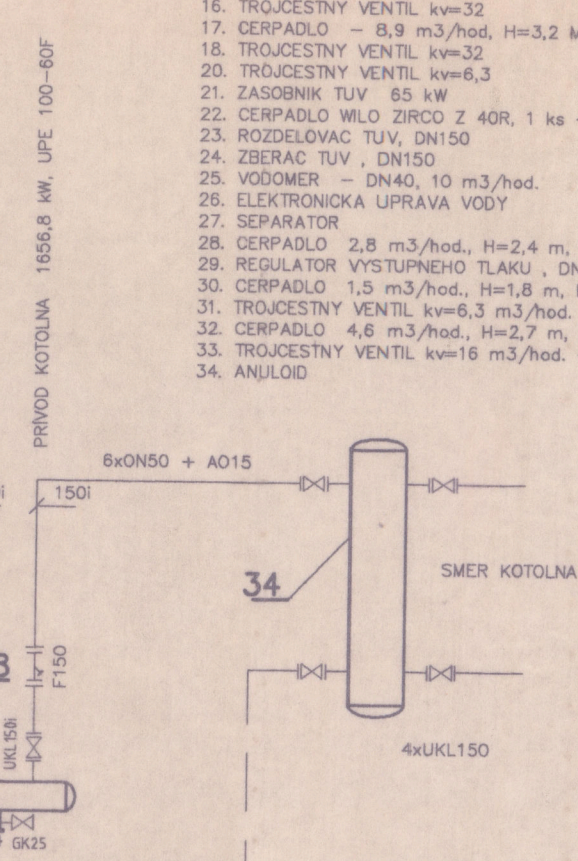 16. TROJCESTNY VENTIL kv=32
17. CERPADLO – 8,9 m3/hod, H=3,2
18. TROJCESTNY VENTIL kv=32
20. TROJCESTNY VENTIL kv=6,3
21. ZASOBNIK TUV 65 kW
22. CERPADLO WILO ZIRCO Z 40R, 1 ks
23. ROZDELOVAC TUV, DN150
24. ZBERAC TUV , DN150
25. VODOMER – DN40, 10 m3/hod.
26. ELEKTRONICKA UPRAVA VODY
27. SEPARATOR
28. CERPADLO 2,8 m3/hod., H=2,4 m,
29. REGULATOR VYSTUPNEHO TLAKU , DN
30. CERPADLO 1,5 m3/hod., H=1,8 m,
31. TROJCESTNY VENTIL kv=6,3 m3/hod.
32. CERPADLO 4,6 m3/hod., H=2,7 m,
33. TROJCESTNY VENTIL kv=16 m3/hod.
34. ANULOID
PRÍVOD KOTOLNA 1656,8 kW, UPE 100-60F
6xON50 + AO15
150i
34
SMER KOTOLNA
F150
UKL150i
4xUKL150
GK25